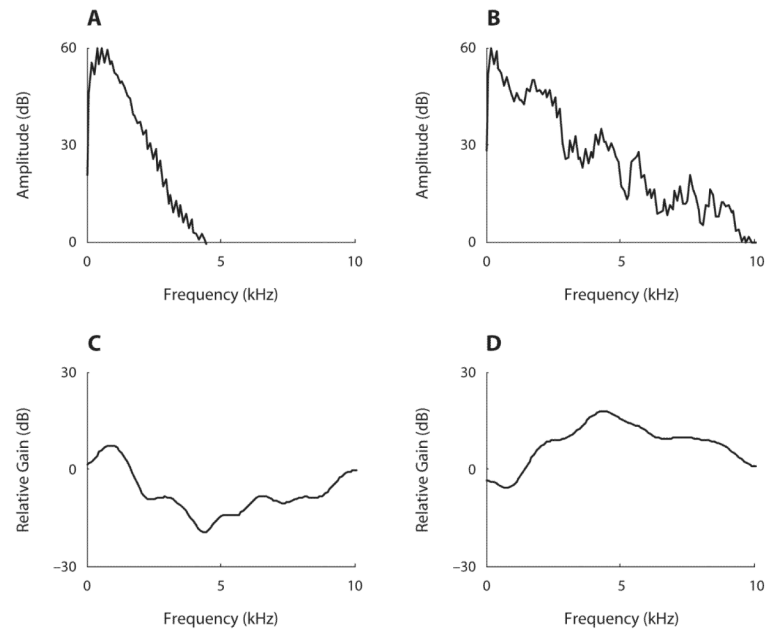 A
B
60
30
0
Amplitude (dB)
0
5
10
Frequency (kHz)
60
30
0
Amplitude (dB)
0
5
10
Frequency (kHz)
C
D
30
0
–30
Relative Gain (dB)
0
5
10
Frequency (kHz)
30
0
–30
Relative Gain (dB)
0
5
10
Frequency (kHz)